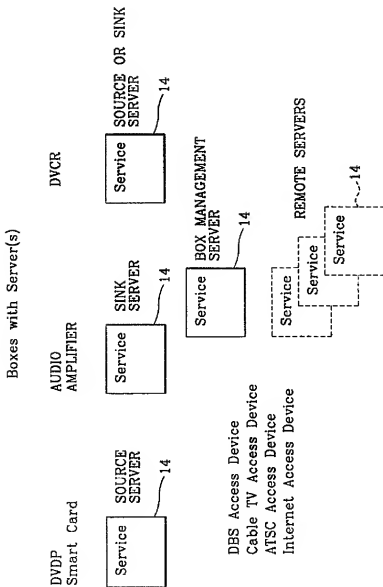 Boxes with Server(s)
DVDP
Smart Card
Service
SOURCE
SERVER
14
AUDIO
AMPLIFIER
Service
SINK
SERVER
14
DVCR
Service
SOURCE OR SINK
SERVER
14
Service
BOX MANAGEMENT
SERVER
14
DBS Access Device
Cable TV Access Device
ATSC Access Device
Internet Access Device
Service
Service
Service
REMOTE SERVERS
14